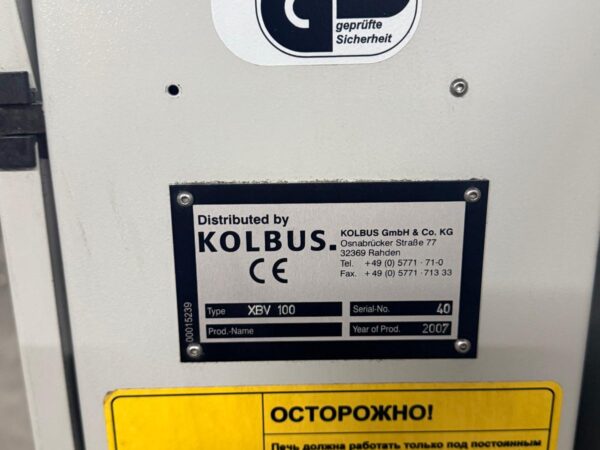 geprüfte
Sicherheit
Distributed by
KOLBUS.
CE
KOLBUS GmbH & Co. KG
Osnabrücker Straße 77
32369 Rahden
Tel. +49 (0) 5771 · 71-0
Fax. +49 (0) 5771 · 713 33
00015239
Type XBV 100
Serial-No. 40
Prod.-Name
Year of Prod. 2007
ОСТОРОЖНО!
Печь должна работать только под постоянным